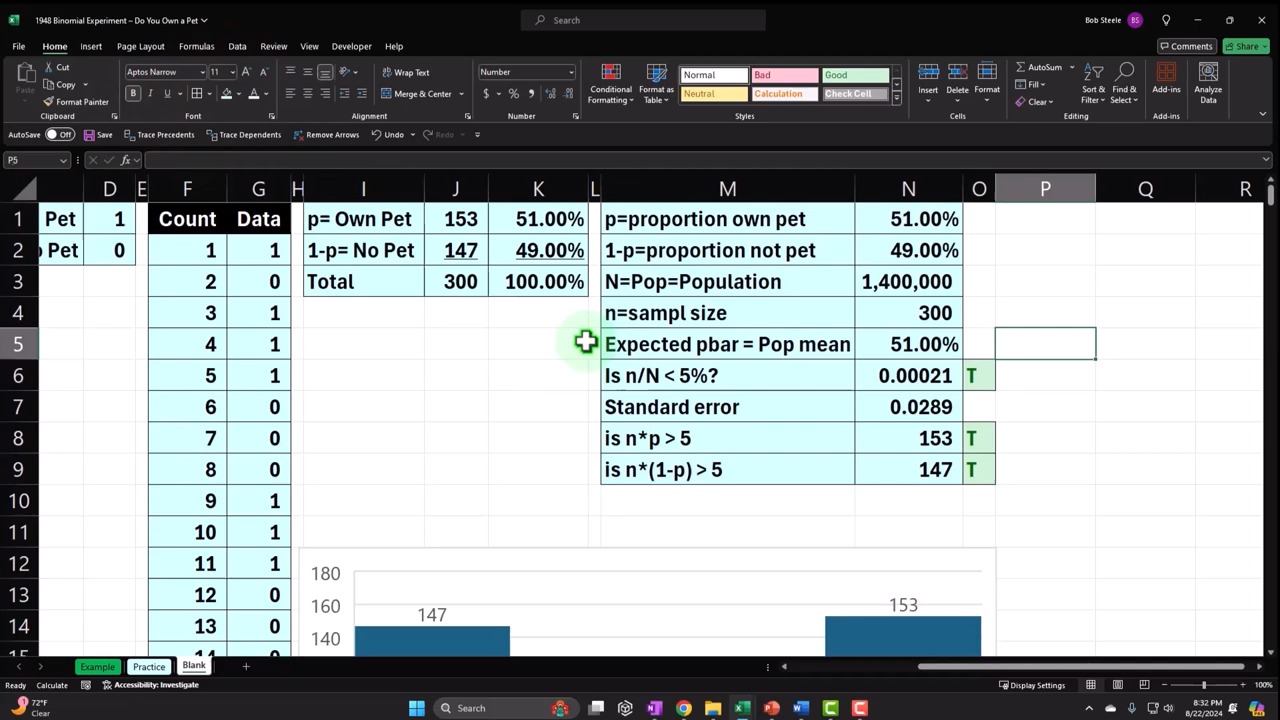 1948 Binomial Experiment – Do You Own a Pet
Search
Bob Steele BS
File Home Insert Page Layout Formulas Data Review View Developer Help
Comments Share
Paste
Cut
Copy
Format Painter
Clipboard
Aptos Narrow 11
B I U
Font
Wrap Text
Merge & Center
Alignment
Number
$ % ,
Number
Conditional Formatting
Format as Table
Normal Bad Good
Neutral Calculation Check Cell
Styles
Insert Delete Format
Cells
AutoSum
Fill
Clear
Sort & Filter
Find & Select
Editing
Add-ins
Add-ins
Analyze Data
AutoSave Off Save Trace Precedents Trace Dependents Remove Arrows Undo Redo
P5 fx
D E F G H I J K L M N O P Q R
1 Pet 1 Count Data p= Own Pet 153 51.00% p=proportion own pet 51.00%
2 o Pet 0 1 1 1-p= No Pet 147 49.00% 1-p=proportion not pet 49.00%
3 2 0 Total 300 100.00% N=Pop=Population 1,400,000
4 3 1 n=sampl size 300
5 4 1 Expected pbar = Pop mean 51.00%
6 5 1 Is n/N < 5%? 0.00021 T
7 6 0 Standard error 0.0289
8 7 0 is n*p > 5 153 T
9 8 0 is n*(1-p) > 5 147 T
10 9 1
11 10 1
12 11 1
13 12 0
14 13 0
180
160
140
147
153
Example Practice Blank
Ready Calculate Accessibility: Investigate
Display Settings 100%
72°F
Clear
Search
8:32 PM
8/22/2024